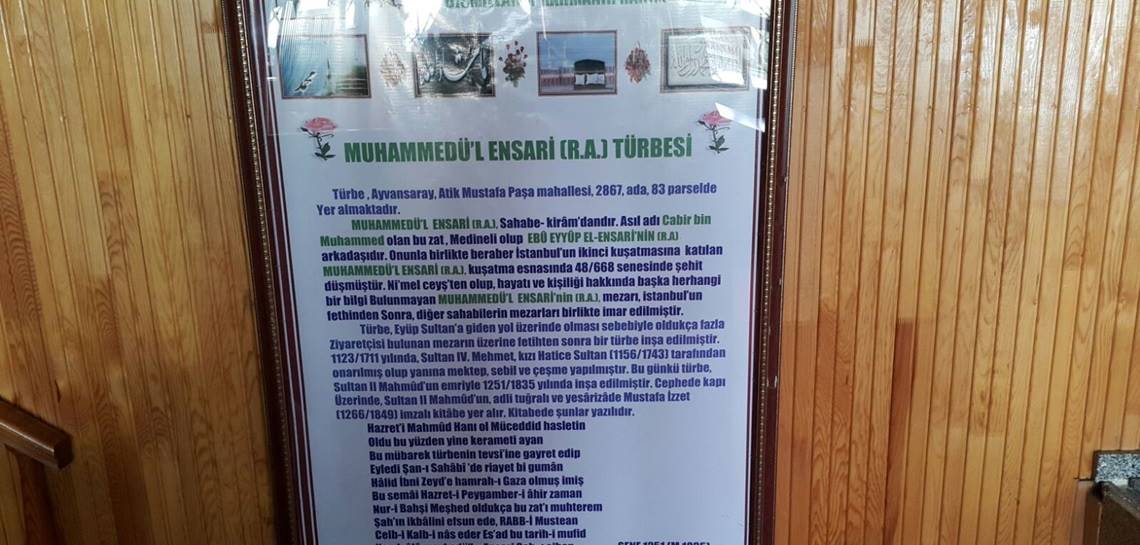 MUHAMMEDÜ'L ENSARİ (R.A.) TÜRBESİ
Türbe , Ayvansaray, Atik Mustafa Paşa mahallesi, 2867, ada, 83 parselde
Yer almaktadır.
MUHAMMEDÜ'L ENSARİ (R.A.), Sahabe- kirâm'dandır. Asıl adı Cabir bin
Muhammed olan bu zat , Medineli olup EBÛ EYYÛP EL-ENSARİ'NİN (R.A)
arkadaşıdır. Onunla birlikte beraber İstanbul'un ikinci kuşatmasına katılan
MUHAMMEDÜ'L ENSARİ (R.A.), kuşatma esnasında 48/668 senesinde şehit
düşmüştür. Ni'mel ceyş'ten olup, hayatı ve kişiliği hakkında başka herhangi
bir bilgi Bulunmayan MUHAMMEDÜ'L ENSARİ'nin (R.A.), mezarı, istanbul'un
fethinden Sonra, diğer sahabilerin mezarları birlikte imar edilmiştir.
Türbe, Eyüp Sultan'a giden yol üzerinde olması sebebiyle oldukça fazla
Ziyaretçisi bulunan mezarın üzerine fetihten sonra bir türbe inşa edilmiştir.
1123/1711 yılında, Sultan IV. Mehmet, kızı Hatice Sultan (1156/1743) tarafından
onarılmış olup yanına mektep, sebil ve çeşme yapılmıştır. Bu günkü türbe,
Sultan II Mahmûd'un emriyle 1251/1835 yılında inşa edilmiştir. Cephede kapı
Üzerinde, Sultan II Mahmûd'un, adli tuğralı ve yesârizâde Mustafa İzzet
(1266/1849) imzalı kitâbe yer alır. Kitabede şunlar yazılıdır.
Hazret'i Mahmûd Hanı ol Müceddid hasletin
Oldu bu yüzden yine kerameti ayan
Bu mübarek türbenin tevsi'ine gayret edip
Eyledi Şan-ı Sahâbî 'de riayet bi gumân
Hâlid İbni Zeyd'e hamrah-ı Gaza olmuş imiş
Bu semâi Hazret-i Peygamber-i âhir zaman
Nur-i Bahşi Meşhed oldukça bu zat'ı muhterem
Şah'ın İkbâlini efsun ede, RABB-İ Mustean
Celb-i Kalb-i nâs eder Es'ad bu tarih-i mufid